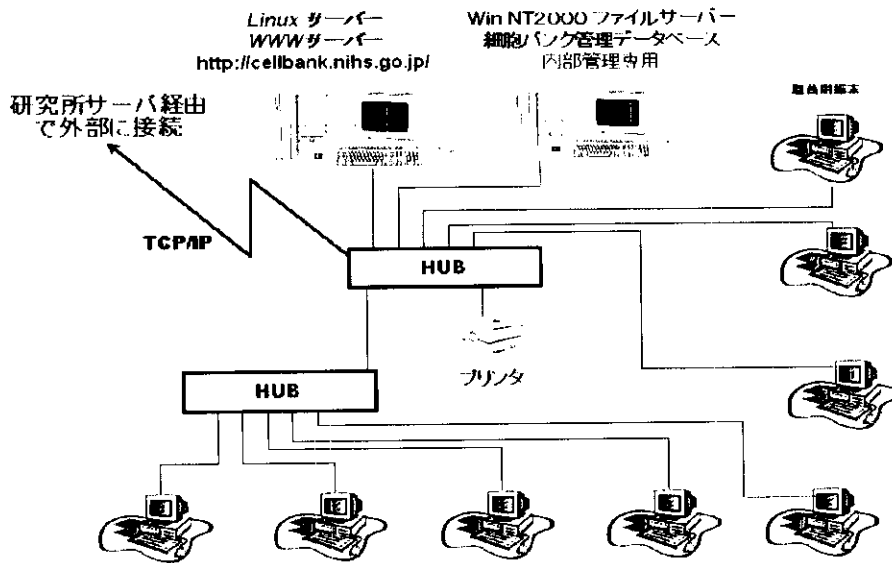 Linux サーバー
WWWサーバー
http://cellbank.nihs.go.jp/
Win NT2000 ファイルサーバー
細胞バンク管理データベース
内部管理専用
研究所サーバ経由
で外部に接続
TCP/IP
HUB
プリンタ
HUB